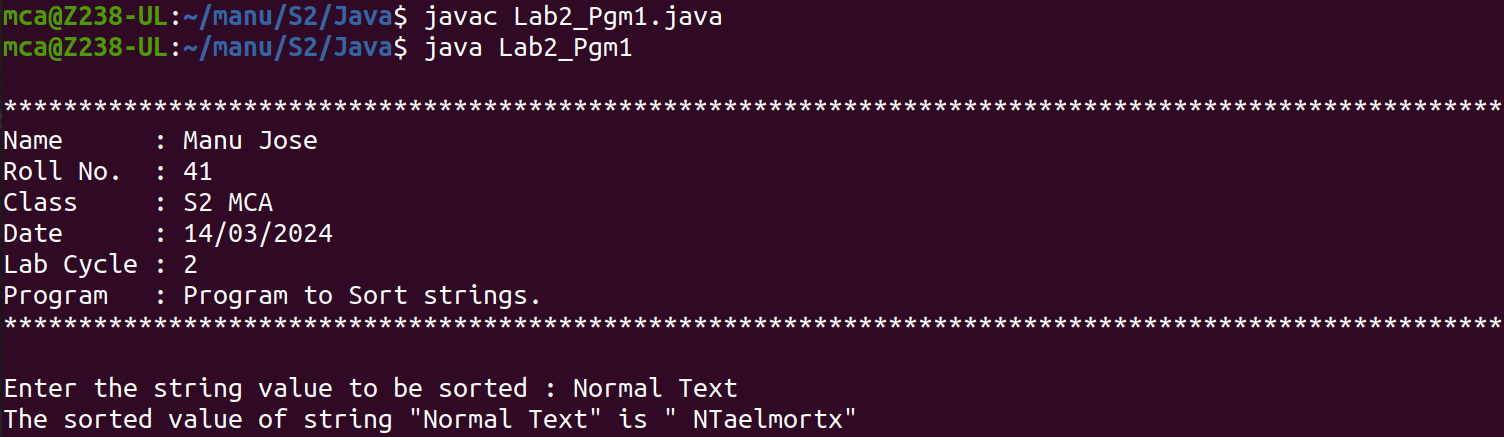 mca@Z238-UL:~/manu/S2/Java$ javac Lab2_Pgm1.java
mca@Z238-UL:~/manu/S2/Java$ java Lab2_Pgm1
****************************************************************************************************
Name      : Manu Jose
Roll No.  : 41
Class     : S2 MCA
Date      : 14/03/2024
Lab Cycle : 2
Program   : Program to Sort strings.
****************************************************************************************************
Enter the string value to be sorted : Normal Text
The sorted value of string "Normal Text" is " NTaelmortx"